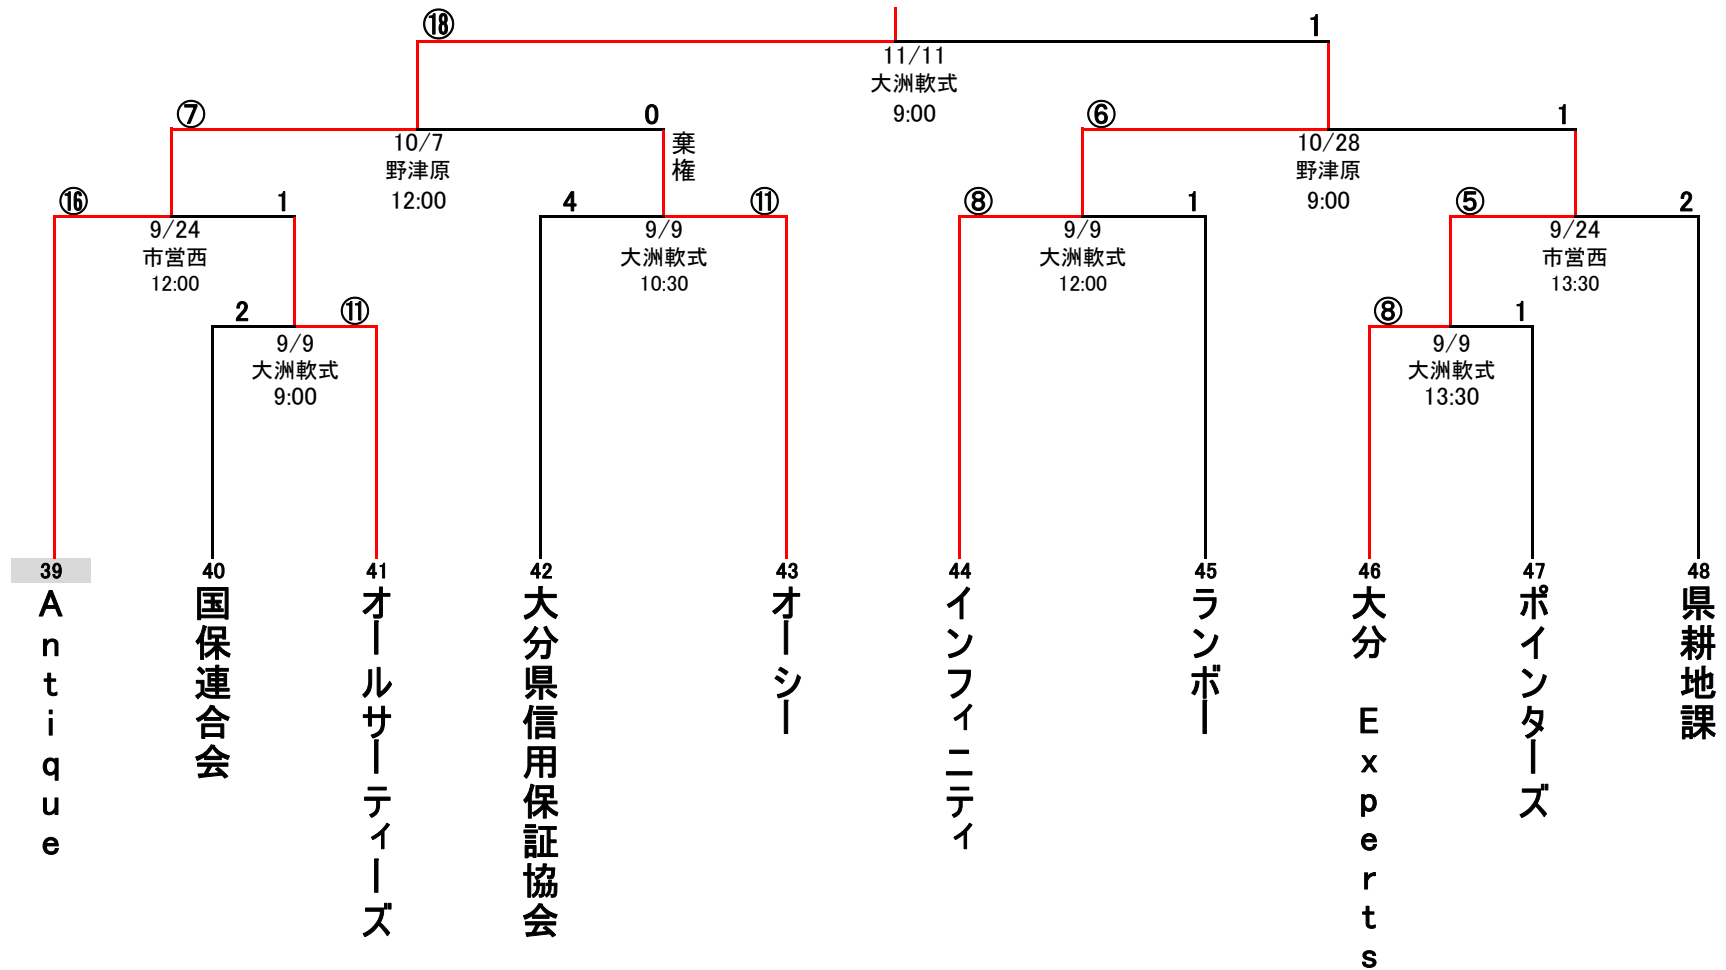 ⑱ 1
11/11
大洲軟式
9:00
⑦ 0 ⑥ 1
10/7
野津原
12:00
棄権
10/28
野津原
9:00
⑯ 1 4 ⑪ ⑧ 1 ⑤ 2
9/24
市営西
12:00
9/9
大洲軟式
10:30
9/9
大洲軟式
12:00
9/24
市営西
13:30
2 ⑪ ⑧ 1
9/9
大洲軟式
9:00
9/9
大洲軟式
13:30
39 40 41 42 43 44 45 46 47 48
Antique
国保連合会
オールサーティーズ
大分県信用保証協会
オーシー
インフィニティ
ランボー
大分 Experts
ポインターズ
県耕地課